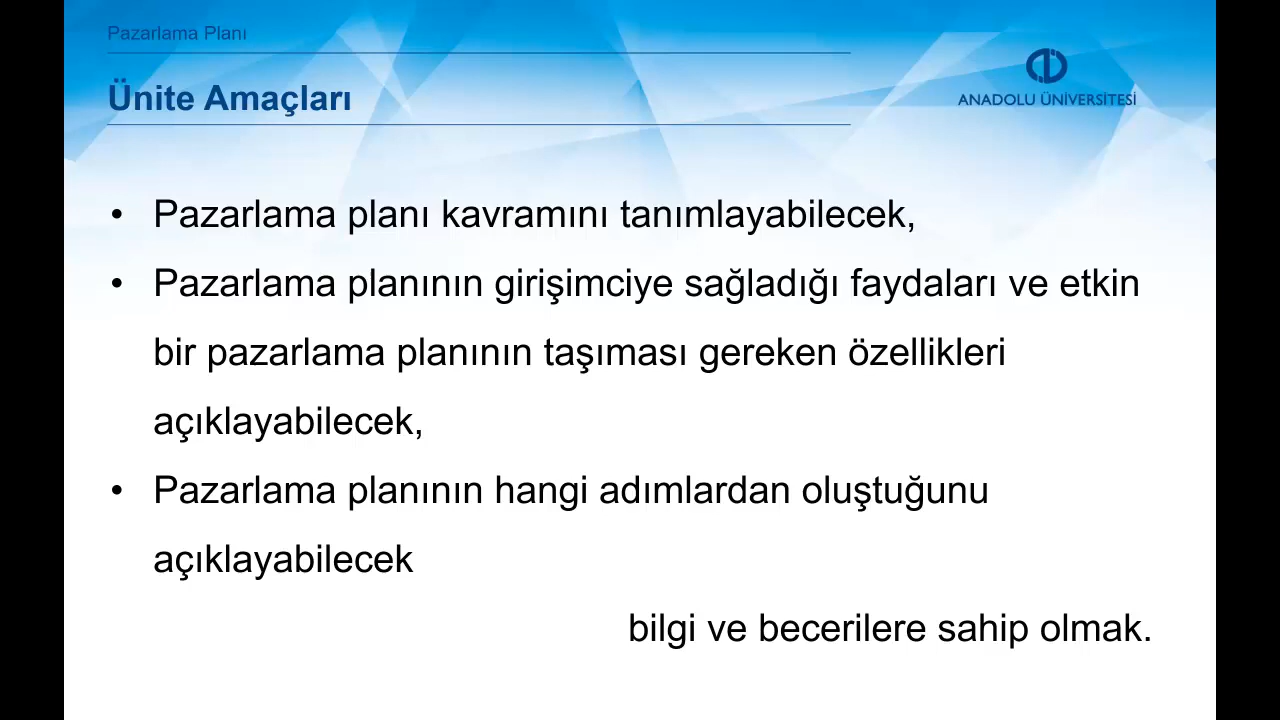 Pazarlama Planı
Ünite Amaçları
ANADOLU ÜNİVERSİTESİ
• Pazarlama planı kavramını tanımlayabilecek,
• Pazarlama planının girişimciye sağladığı faydaları ve etkin
bir pazarlama planının taşıması gereken özellikleri
açıklayabilecek,
• Pazarlama planının hangi adımlardan oluştuğunu
açıklayabilecek
bilgi ve becerilere sahip olmak.